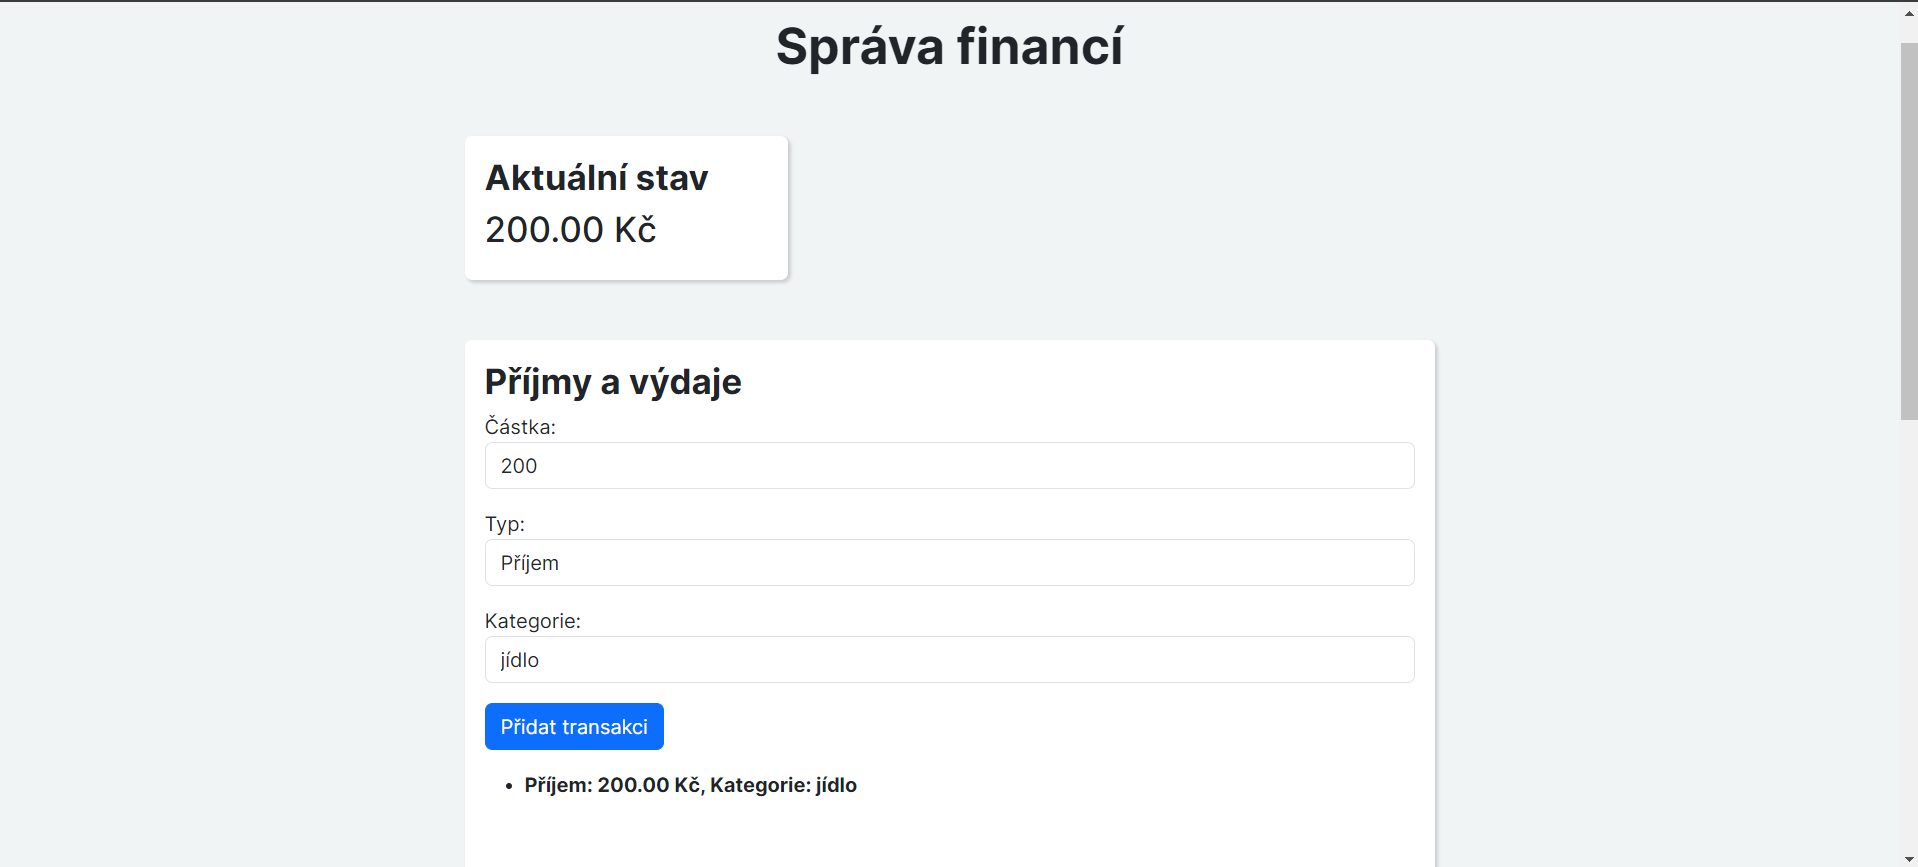 Správa financí
Aktuální stav
200.00 Kč
Příjmy a výdaje
Částka:
200
Typ:
Příjem
Kategorie:
jídlo
Přidat transakci
• Příjem: 200.00 Kč, Kategorie: jídlo